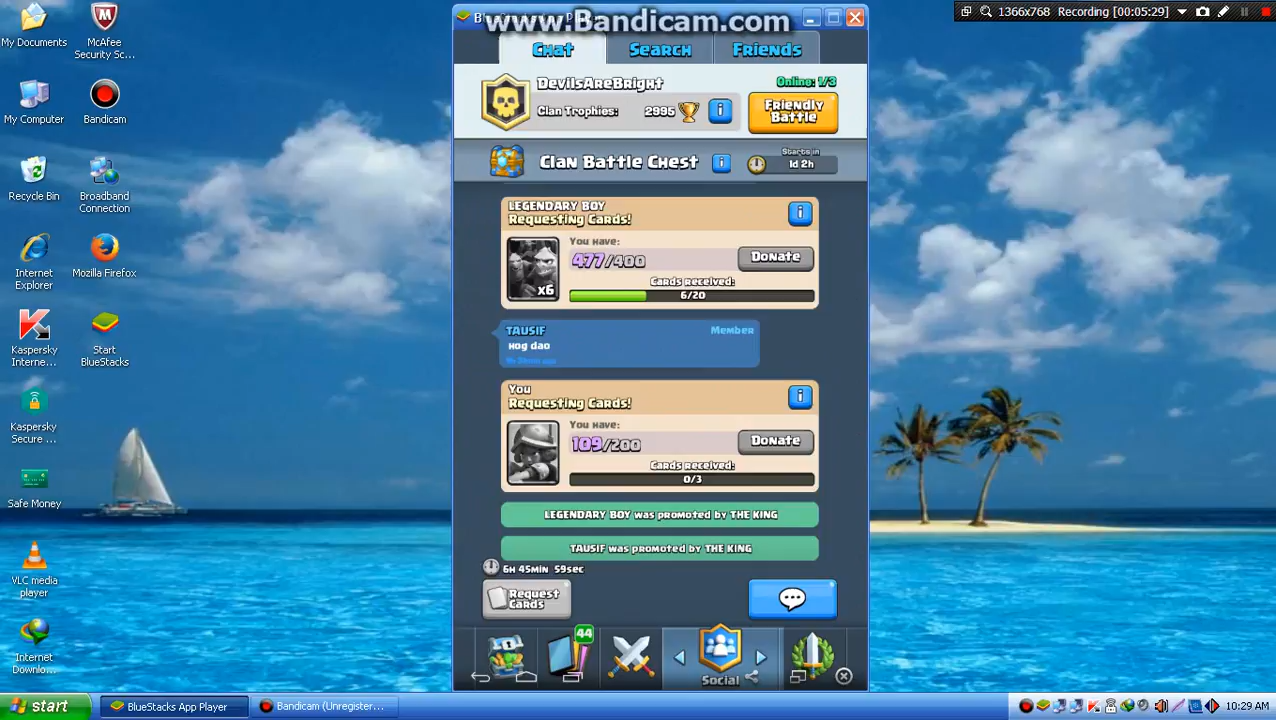 www.Bandicam.com
1366x768
Recording [00:05:29]
My Documents
McAfee Security Sc...
My Computer
Bandicam
Recycle Bin
Broadband Connection
Internet Explorer
Mozilla Firefox
Kaspersky Interne...
Start BlueStacks
Kaspersky Secure ...
Safe Money
VLC media player
Internet Downlo...
Chat
Search
Friends
DevilsAreBright
Online: 1/3
Clan Trophies:
2995
Friendly Battle
Clan Battle Chest
Starts in
1d 2h
LEGENDARY BOY
Requesting Cards!
You have:
477/400
Donate
x6
Cards received:
6/20
TAUSIF
Member
Hog dao
You
Requesting Cards!
You have:
109/200
Donate
Cards received:
0/3
LEGENDARY BOY was promoted by THE KING
TAUSIF was promoted by THE KING
6h 45min 59sec
Request Cards
44
Social
start
BlueStacks App Player
Bandicam (Unregister...
10:29 AM